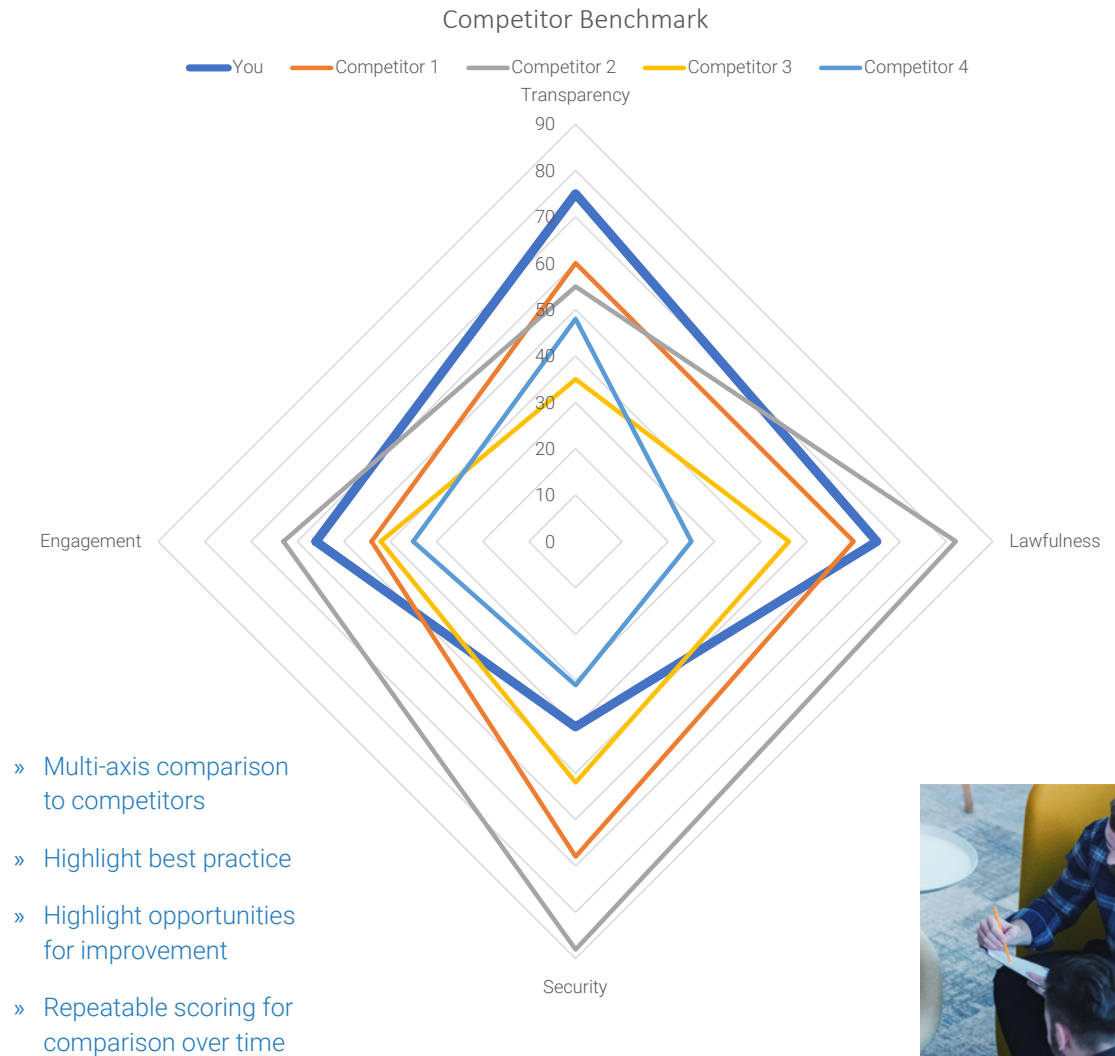 Competitor Benchmark
You Competitor 1 Competitor 2 Competitor 3 Competitor 4
Transparency
90
80
70
60
50
40
30
20
10
0
Engagement
Lawfulness
Security
» Multi-axis comparison
to competitors
» Highlight best practice
» Highlight opportunities
for improvement
» Repeatable scoring for
comparison over time